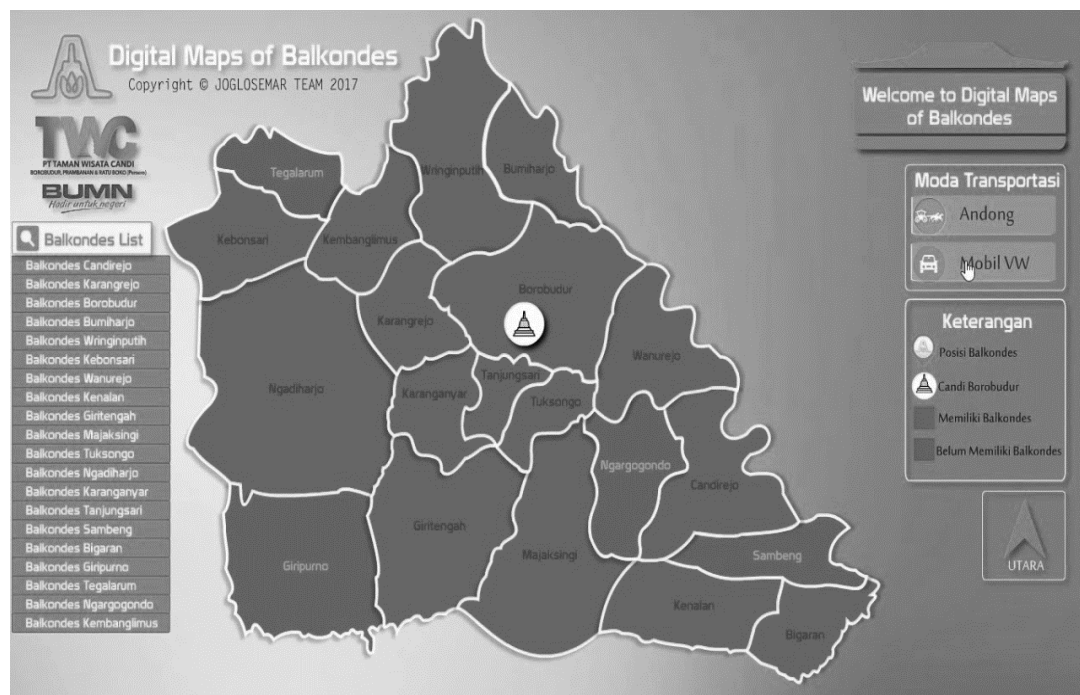 Digital Maps of Balkondes
Copyright © JOGLOSEMAR TEAM 2017
TWC
PT TAMAN WISATA CANDI
BOROBUDUR, PRAMBANAN & RATU BOKO (Persero)
BUMN
Hadir untuk negeri
Balkondes List
Balkondes Candirejo
Balkondes Karangrejo
Balkondes Borobudur
Balkondes Bumiharjo
Balkondes Wringinputih
Balkondes Kebonsari
Balkondes Wanurejo
Balkondes Kenalan
Balkondes Giritengah
Balkondes Majaksingi
Balkondes Tuksongo
Balkondes Ngadiharjo
Balkondes Karanganyar
Balkondes Tanjungsari
Balkondes Sambeng
Balkondes Bigaran
Balkondes Giripurno
Balkondes Tegalarum
Balkondes Ngargogondo
Balkondes Kembanglimus
Tegalarum
Wringinputih
Bumiharjo
Kebonsari
Kembanglimus
Borobudur
Karangrejo
Wanurejo
Ngadiharjo
Karanganyar
Tanjungsari
Tuksongo
Ngargogondo
Candirejo
Giritengah
Majaksingi
Sambeng
Giripurno
Kenalan
Bigaran
Welcome to Digital Maps
of Balkondes
Moda Transportasi
Andong
Mobil VW
Keterangan
Posisi Balkondes
Candi Borobudur
Memiliki Balkondes
Belum Memiliki Balkondes
UTARA